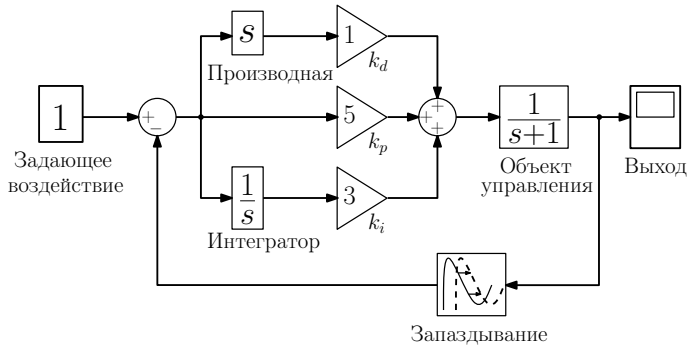 s
1
k_d
Производная
1
+
−
5
k_p
+
+
+
1
s+1
Задающее
воздействие
Объект
управления
Выход
1
s
3
k_i
Интегратор
Запаздывание